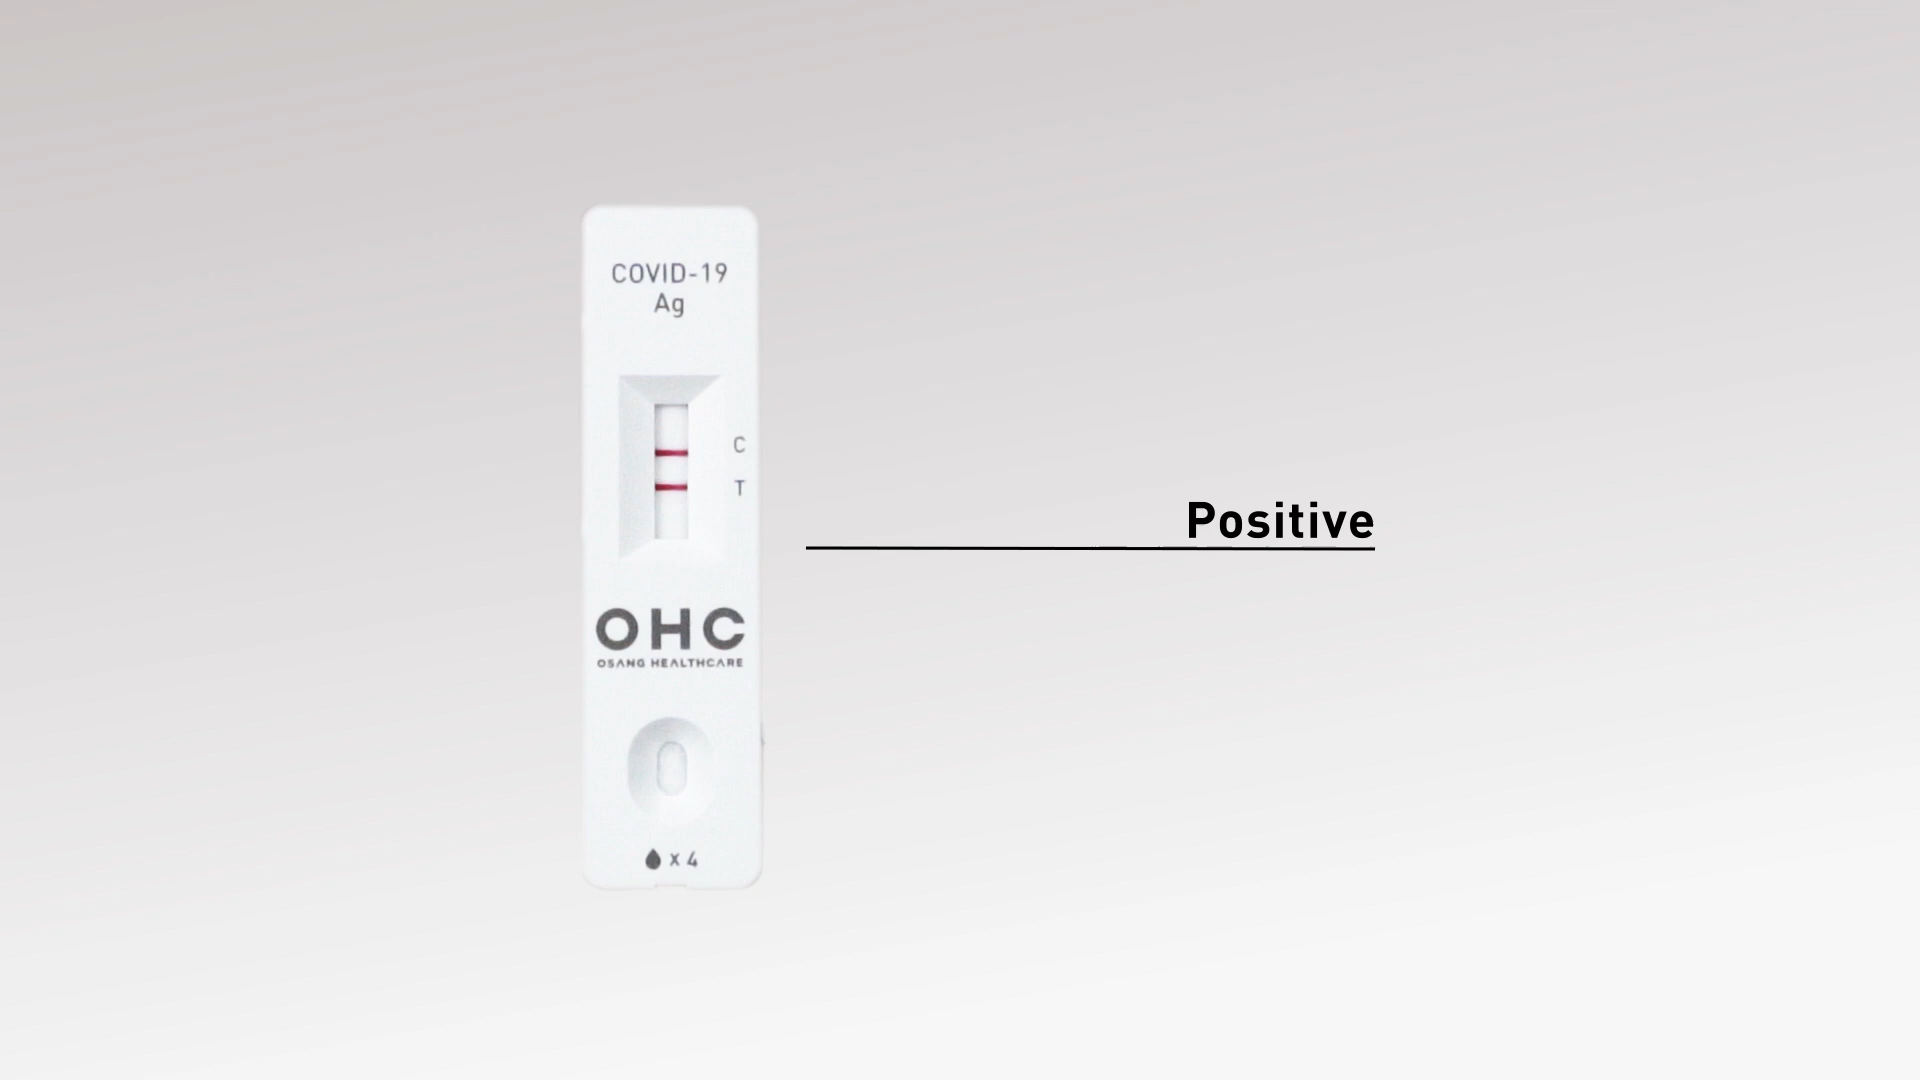 COVID-19
Ag
C
T
Positive
OHC
OSANG HEALTHCARE
x 4